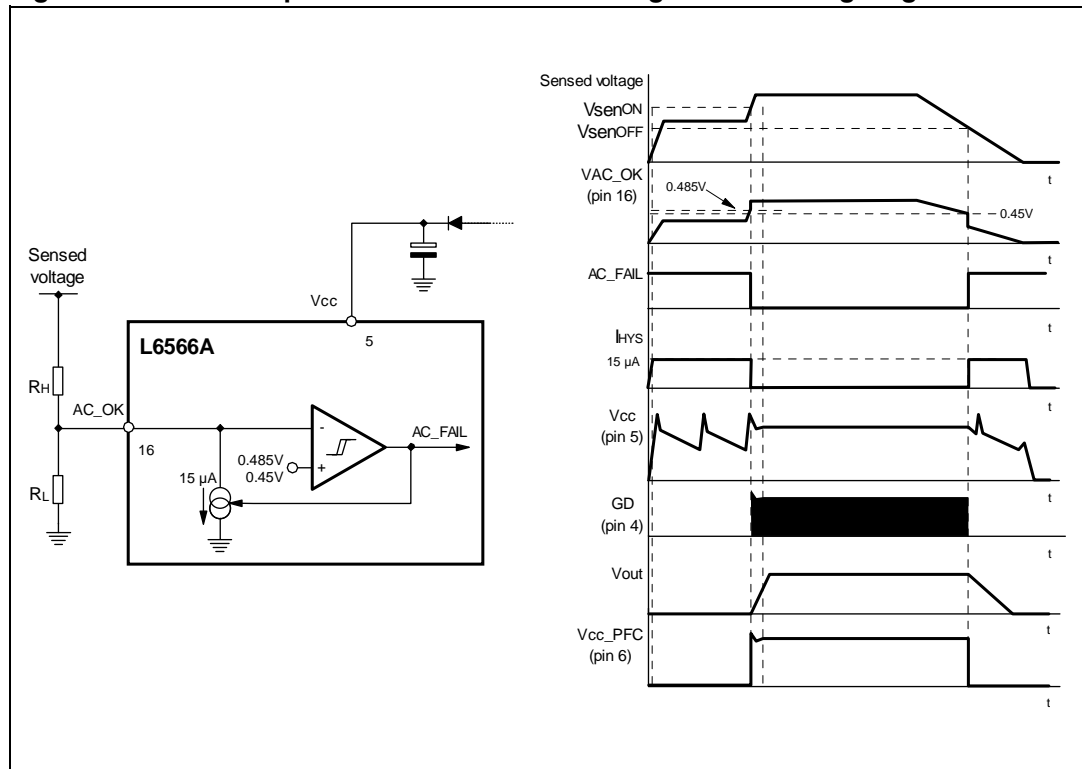 Sensed
voltage
RH
RL
AC_OK
16
L6566A
Vcc
5
15 µA
0.485V
0.45V
-
+
AC_FAIL
Sensed voltage
VsenON
VsenOFF
t
VAC_OK
(pin 16)
0.485V
0.45V
t
AC_FAIL
t
IHYS
15 µA
t
Vcc
(pin 5)
t
GD
(pin 4)
t
Vout
t
Vcc_PFC
(pin 6)
t